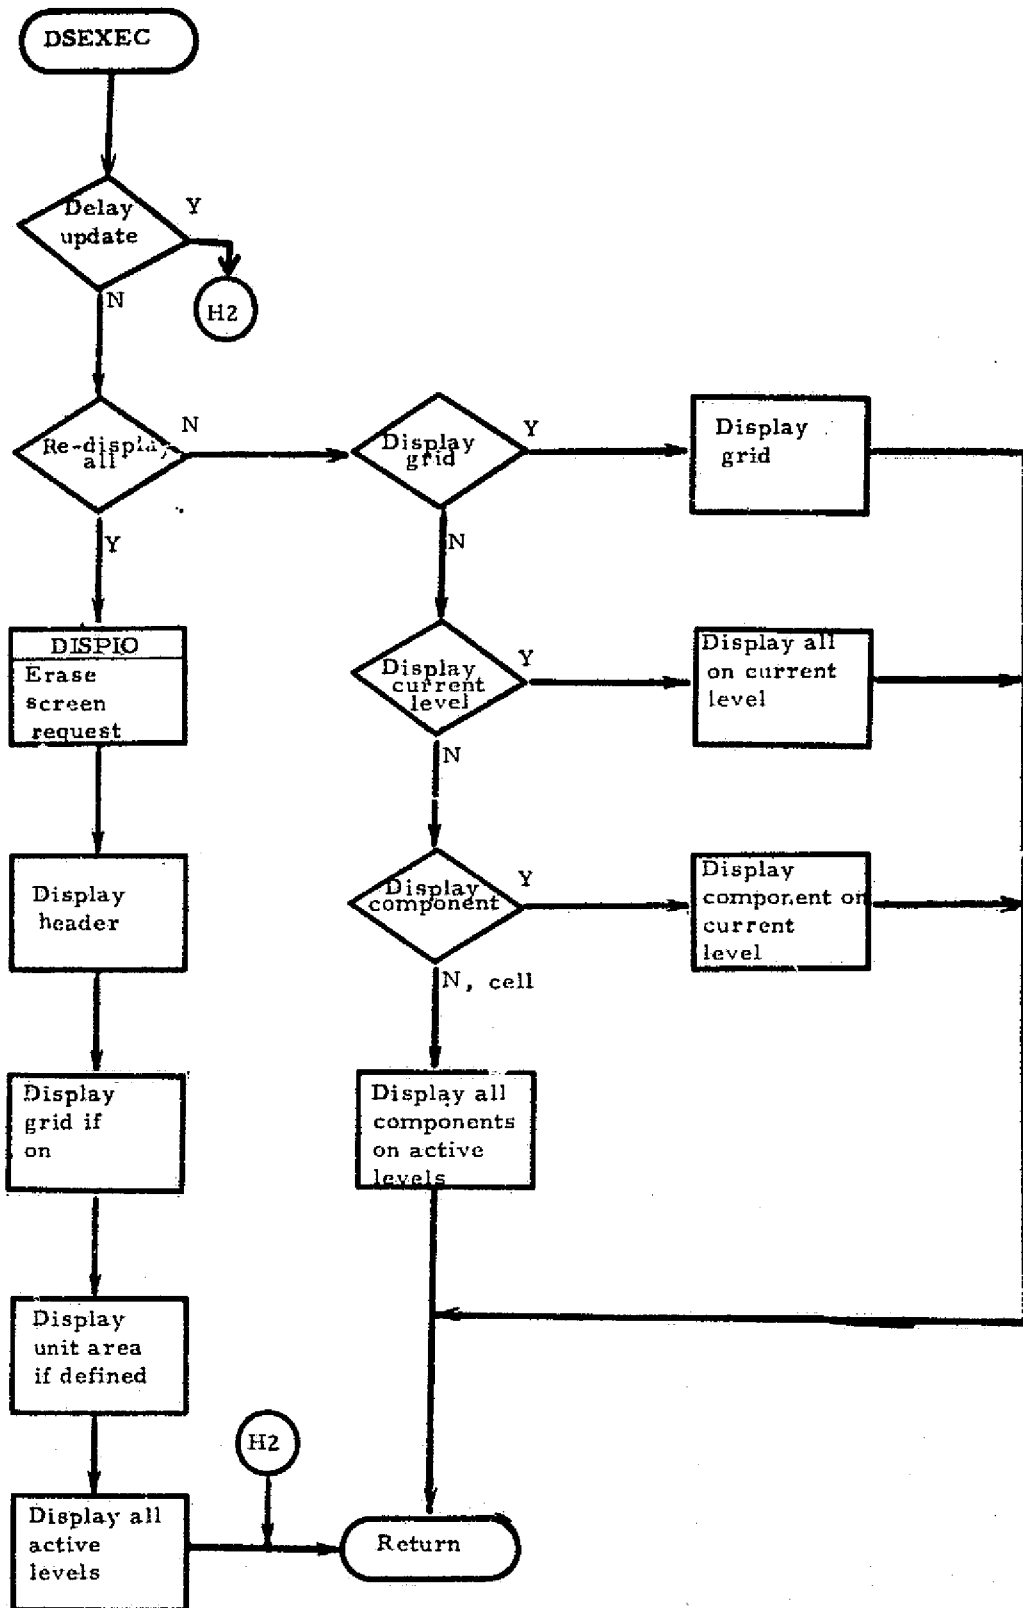 DSEXEC
Delay
update
Y
N
H2
Re-display
all
N
Y
Display
grid
Y
N
Display
grid
DISPIO
Erase
screen
request
Display
current
level
Y
N
Display all
on current
level
Display
header
Display
component
Y
N, cell
Display
component on
current
level
Display
grid if
on
Display all
components
on active
levels
Display
unit area
if defined
H2
Display all
active
levels
Return